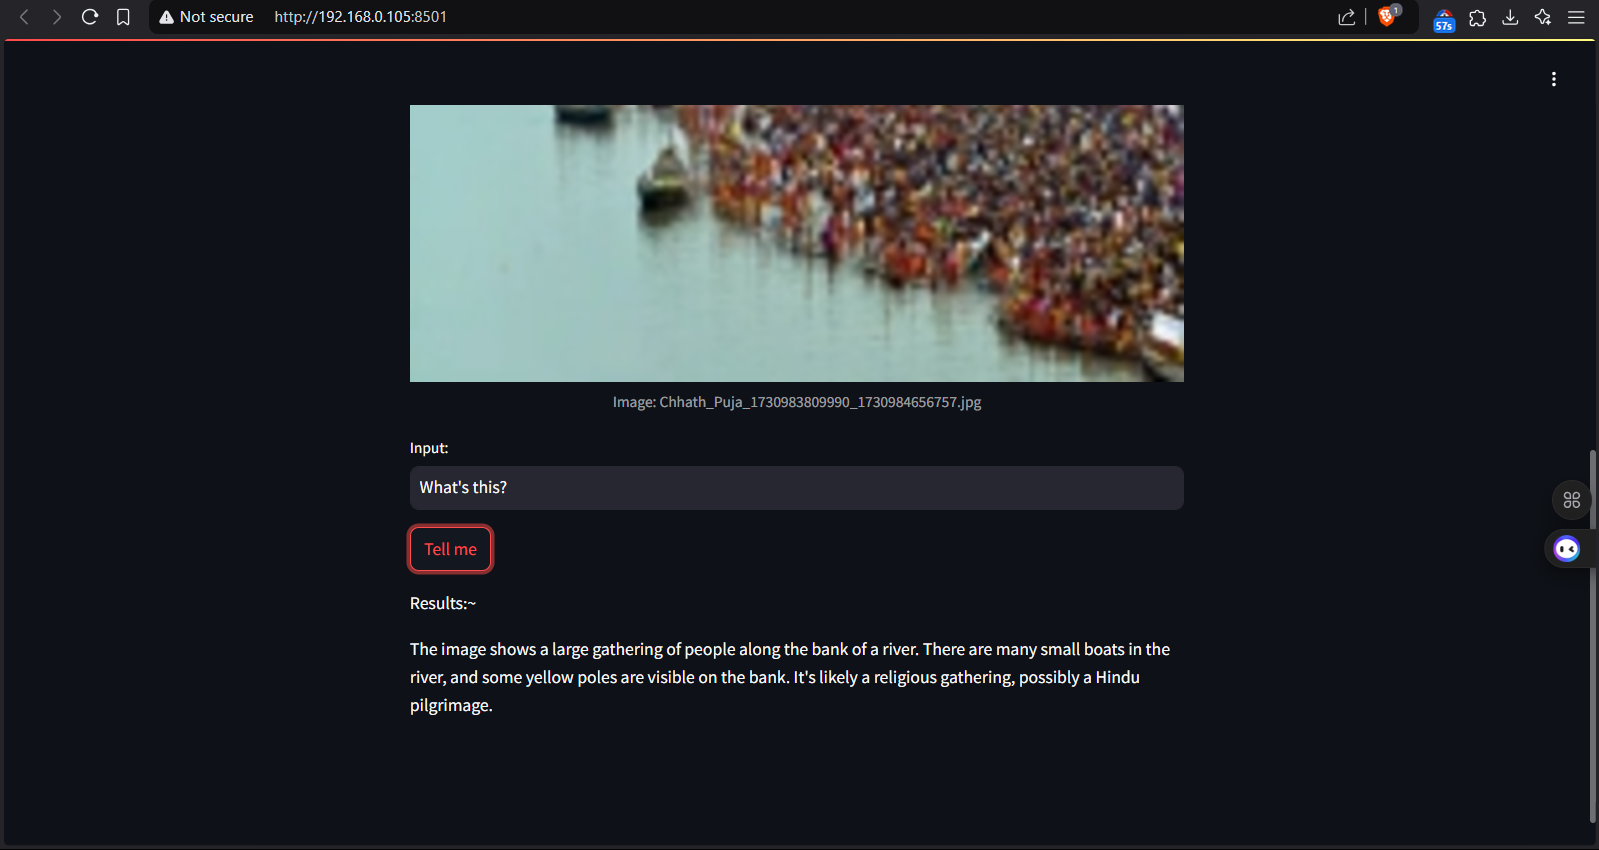 Not secure http://192.168.0.105:8501
1
57s
Image: Chhath_Puja_1730983809990_1730984656757.jpg
Input:
What's this?
Tell me
Results:~
The image shows a large gathering of people along the bank of a river. There are many small boats in the
river, and some yellow poles are visible on the bank. It's likely a religious gathering, possibly a Hindu
pilgrimage.